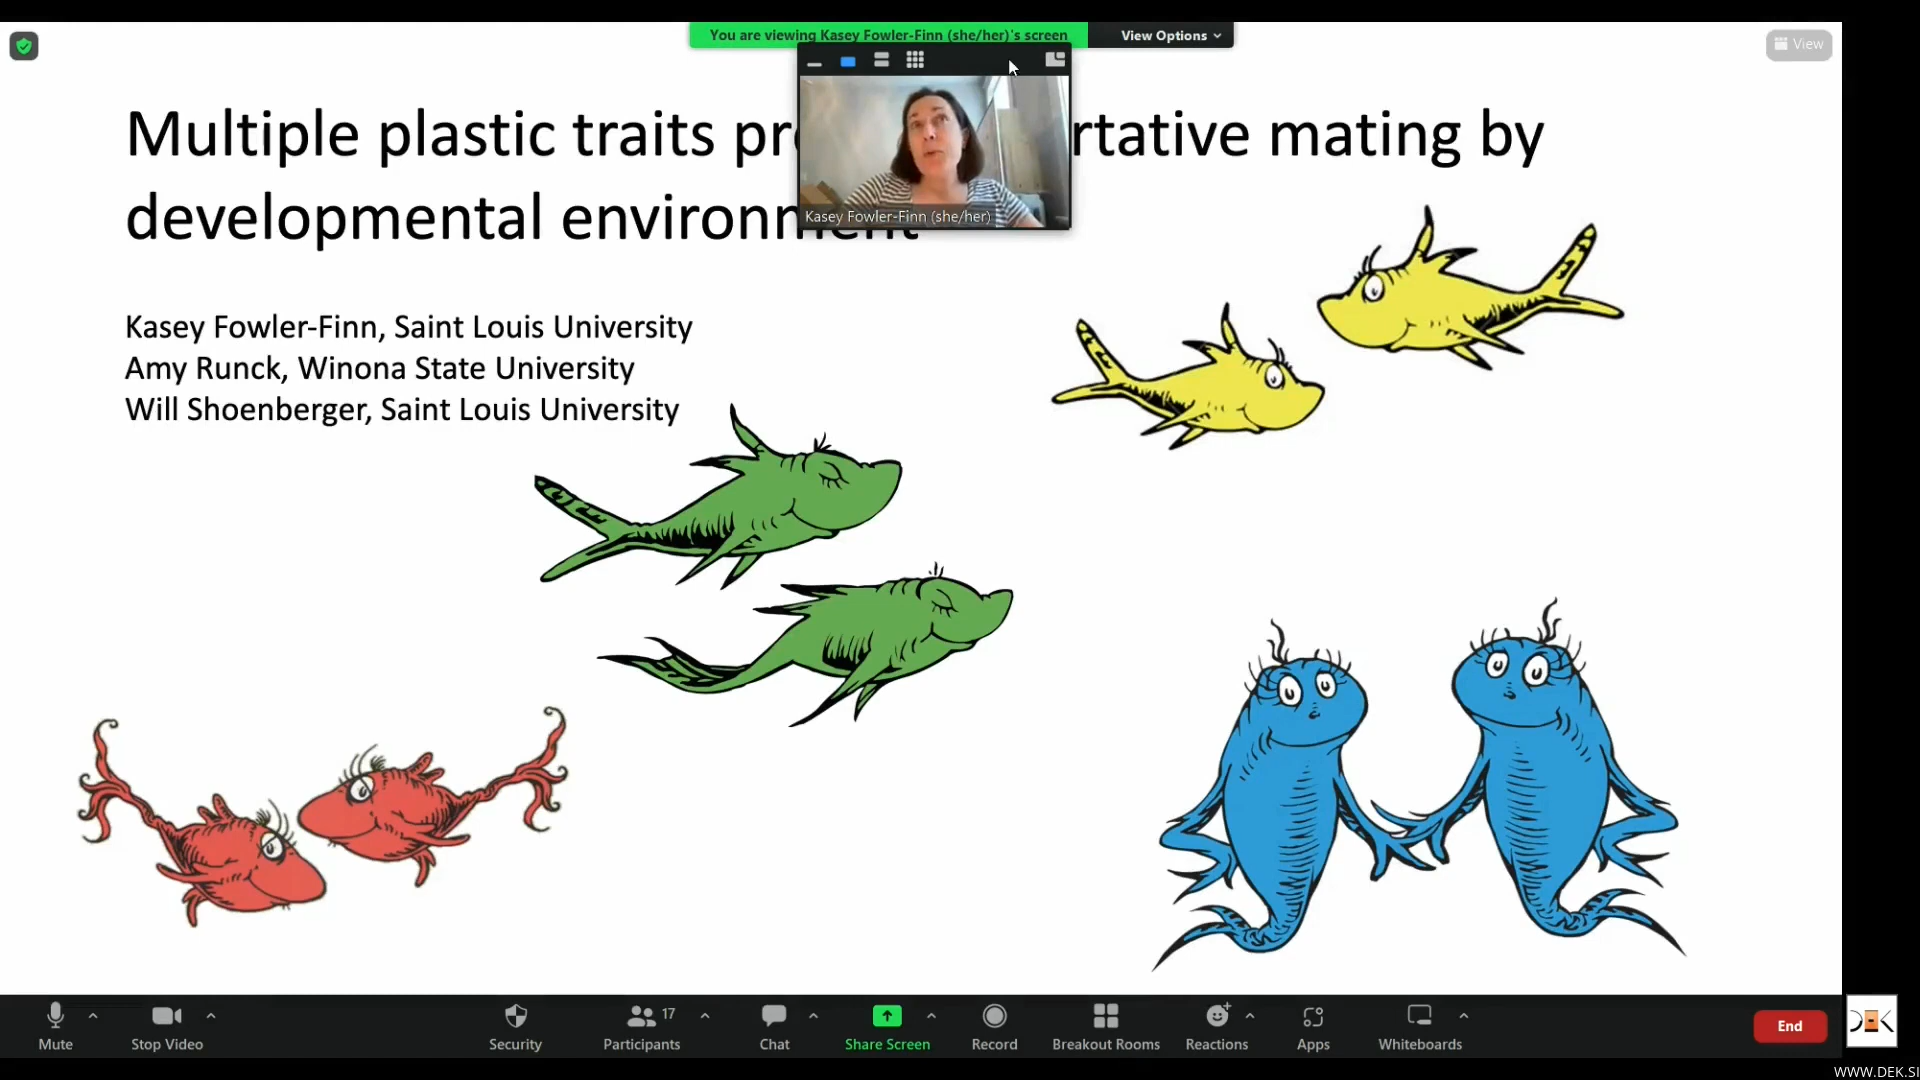 You are viewing Kasey Fowler-Finn (she/her)'s screen
View Options
View
Multiple plastic traits pr rtative mating by
developmental environment
Kasey Fowler-Finn (she/her)
Kasey Fowler-Finn, Saint Louis University
Amy Runck, Winona State University
Will Shoenberger, Saint Louis University
Mute
Stop Video
Security
17
Participants
Chat
Share Screen
Record
Breakout Rooms
Reactions
Apps
Whiteboards
End
WWW.DEK.SI